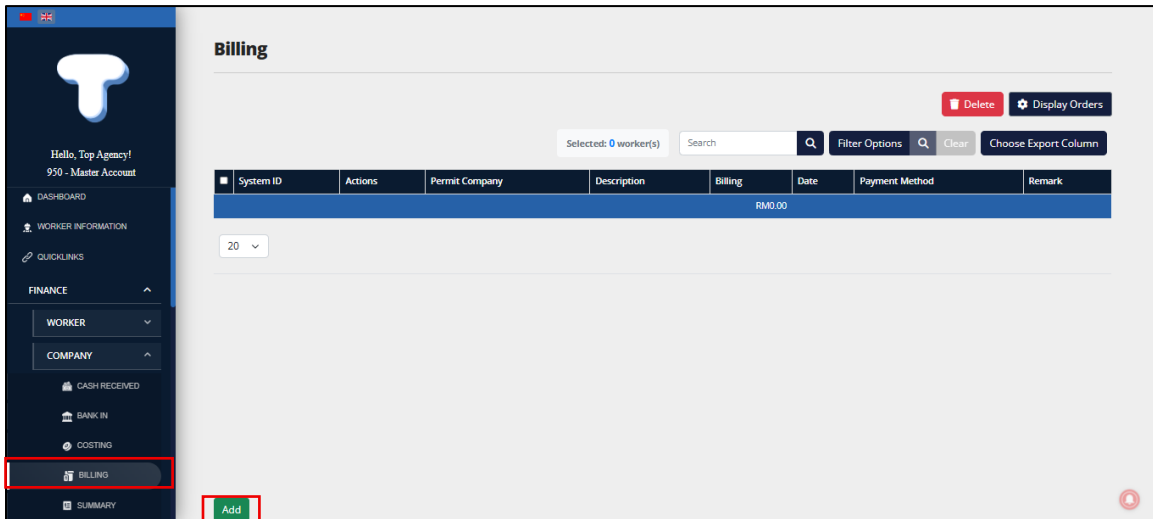 Hello, Top Agency!
950 - Master Account
DASHBOARD
WORKER INFORMATION
QUICKLINKS
FINANCE
WORKER
COMPANY
CASH RECEIVED
BANK IN
COSTING
BILLING
SUMMARY
Billing
Delete Display Orders
Selected: 0 worker(s) Search Filter Options Clear Choose Export Column
System ID Actions Permit Company Description Billing Date Payment Method Remark
RM0.00
20
Add